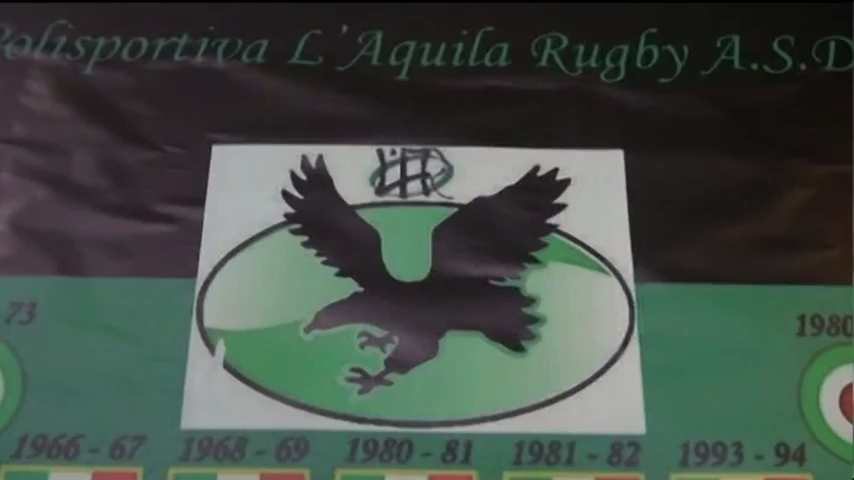 Polisportiva L'Aquila Rugby A.S.D
73
1980
1966 - 67 1968 - 69 1980 - 81 1981 - 82 1993 - 94